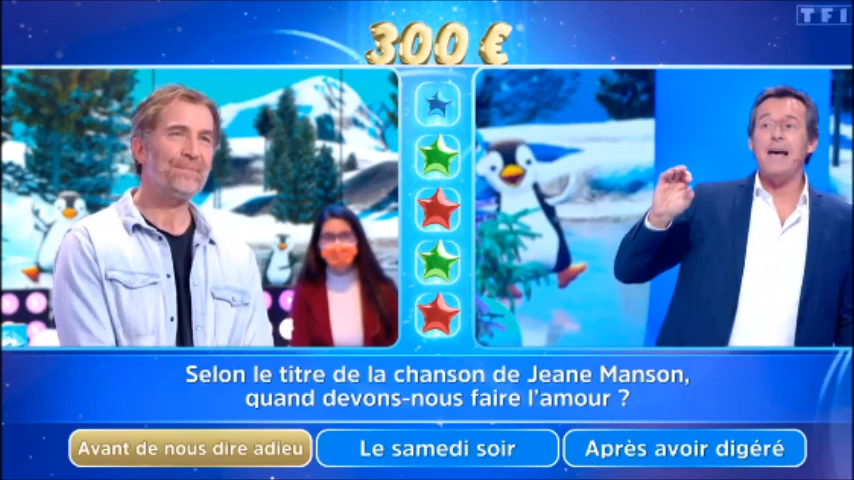 TF1
300 €
Selon le titre de la chanson de Jeane Manson,
quand devons-nous faire l'amour ?
Avant de nous dire adieu
Le samedi soir
Après avoir digéré